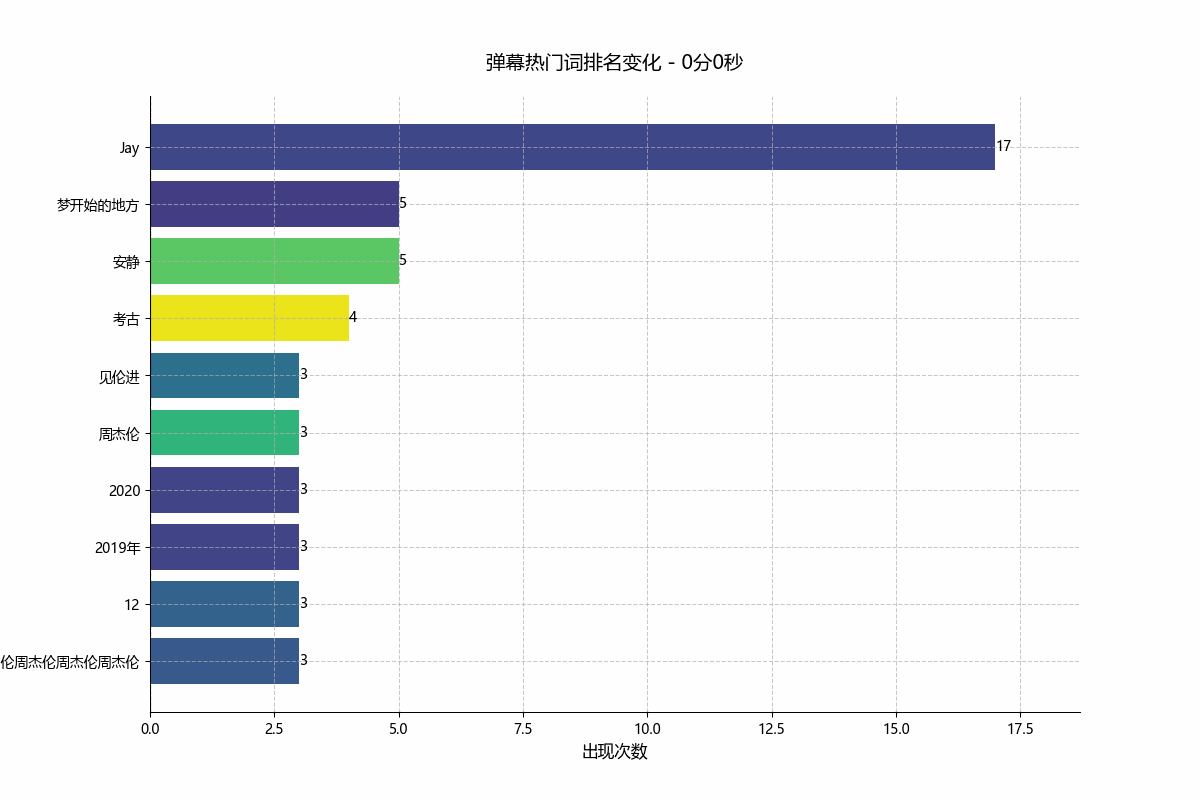 弹幕热门词排名变化 - 0分0秒
Jay 17
梦开始的地方 5
安静 5
考古 4
见伦进 3
周杰伦 3
2020 3
2019年 3
12 3
伦周杰伦周杰伦周杰伦 3
0.0 2.5 5.0 7.5 10.0 12.5 15.0 17.5
出现次数